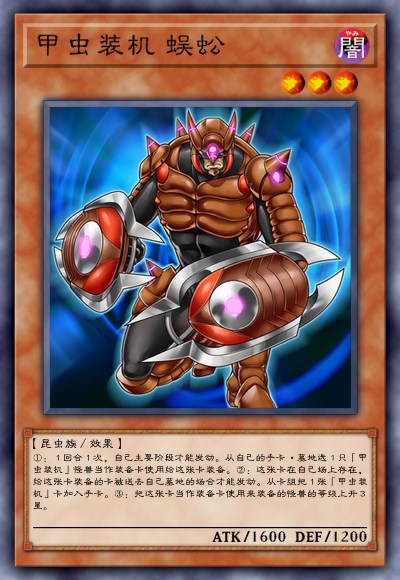 甲虫装机 蜈蚣
やみ
闇
【昆虫族／效果】
①：1回合1次，自己主要阶段才能发动。从自己的手卡·墓地选1只「甲
虫装机」怪兽当作装备卡使用给这张卡装备。②：这张卡在自己场上存在，
给这张卡装备的卡被送去自己墓地的场合才能发动。从卡组把1张「甲虫装
机」卡加入手卡。③：把这张卡当作装备卡使用来装备的怪兽的等级上升3
星。
ATK/1600 DEF/1200